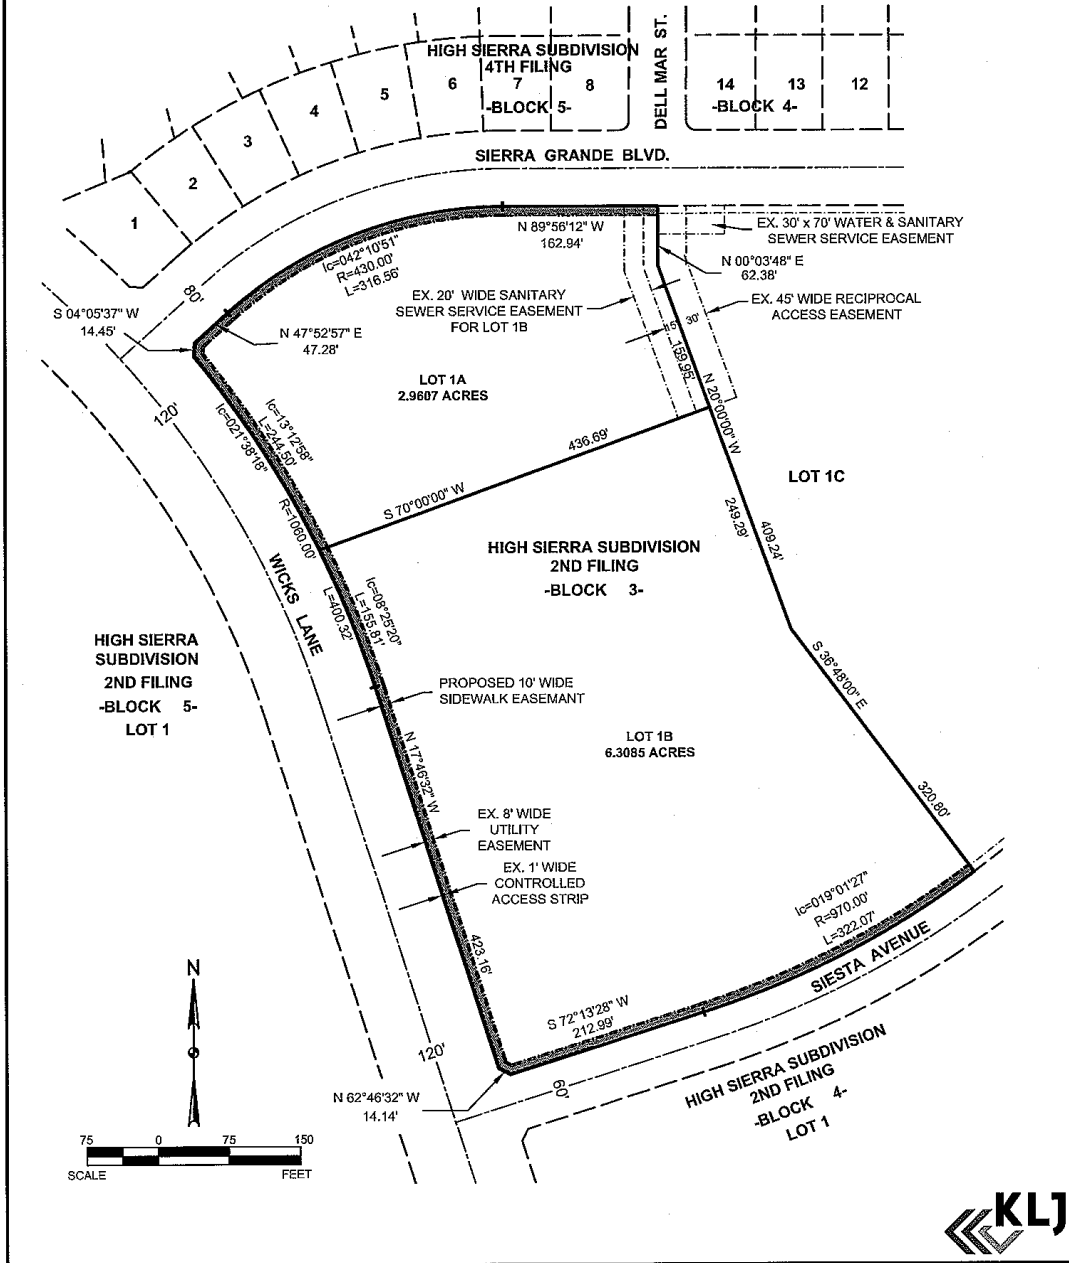 HIGH SIERRA SUBDIVISION
4TH FILING
1
2
3
4
5
6
7
8
-BLOCK 5-
DELL MAR ST.
14
13
12
-BLOCK 4-
SIERRA GRANDE BLVD.
N 89°56'12" W
162.94'
EX. 30' x 70' WATER & SANITARY
SEWER SERVICE EASEMENT
N 00°03'48" E
62.38'
EX. 45' WIDE RECIPROCAL
ACCESS EASEMENT
lc=042°10'51"
R=430.00'
L=316.56'
80'
S 04°05'37" W
14.45'
N 47°52'57" E
47.28'
EX. 20' WIDE SANITARY
SEWER SERVICE EASEMENT
FOR LOT 1B
15'
30'
159.95'
N 20°00'00" W
LOT 1A
2.9607 ACRES
120'
lc=13°12'58"
L=244.50'
lc=021°38'18"
R=1060.00'
L=400.32'
436.69'
S 70°00'00" W
LOT 1C
249.29'
409.24'
HIGH SIERRA SUBDIVISION
2ND FILING
-BLOCK 3-
WICKS LANE
lc=08°25'20"
L=155.81'
HIGH SIERRA
SUBDIVISION
2ND FILING
-BLOCK 5-
LOT 1
PROPOSED 10' WIDE
SIDEWALK EASEMANT
S 36°48'00" E
320.80'
LOT 1B
6.3085 ACRES
N 17°46'32" W
423.16'
EX. 8' WIDE
UTILITY
EASEMENT
EX. 1' WIDE
CONTROLLED
ACCESS STRIP
lc=019°01'27"
R=970.00'
L=322.07'
SIESTA AVENUE
S 72°13'28" W
212.99'
N
120'
60'
N 62°46'32" W
14.14'
HIGH SIERRA SUBDIVISION
2ND FILING
-BLOCK 4-
LOT 1
75 0 75 150
SCALE FEET
KLJ